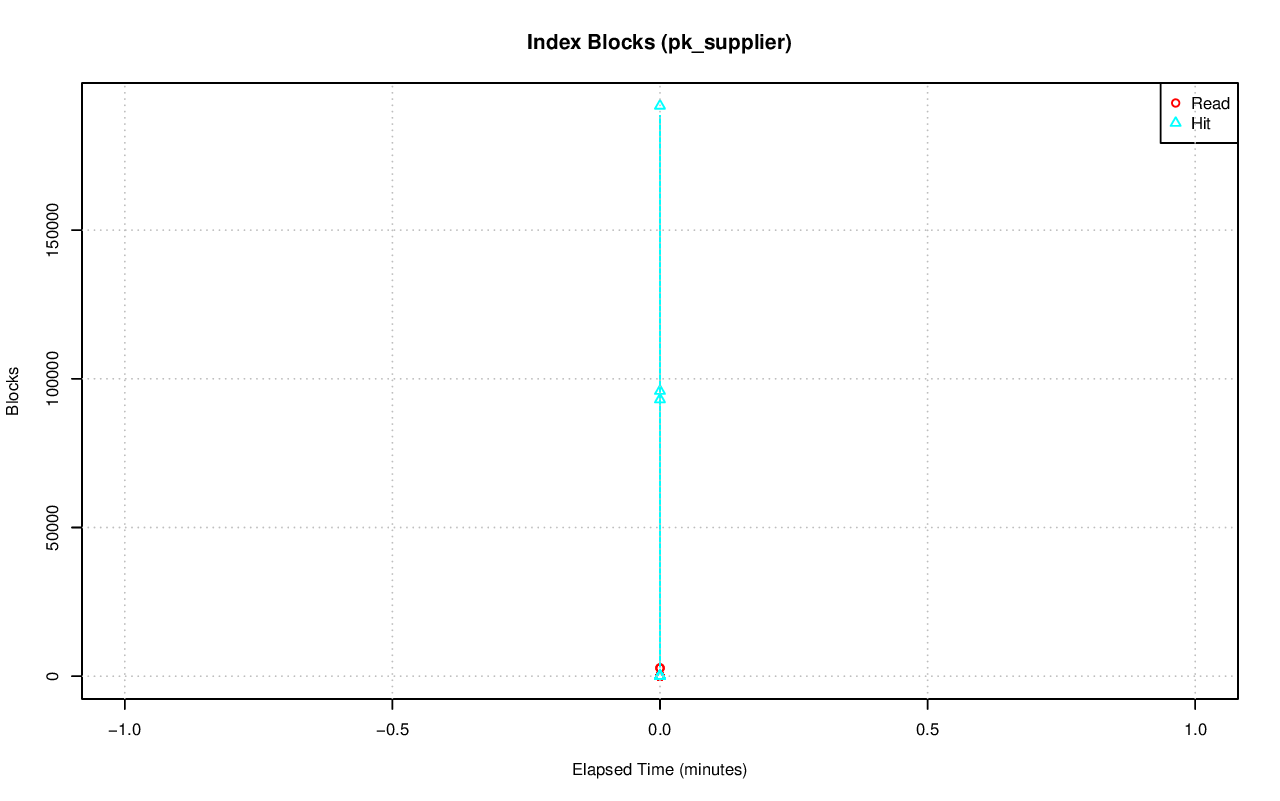 Index Blocks (pk_supplier)
Read
Hit
Blocks
0
50000
100000
150000
−1.0
−0.5
0.0
0.5
1.0
Elapsed Time (minutes)